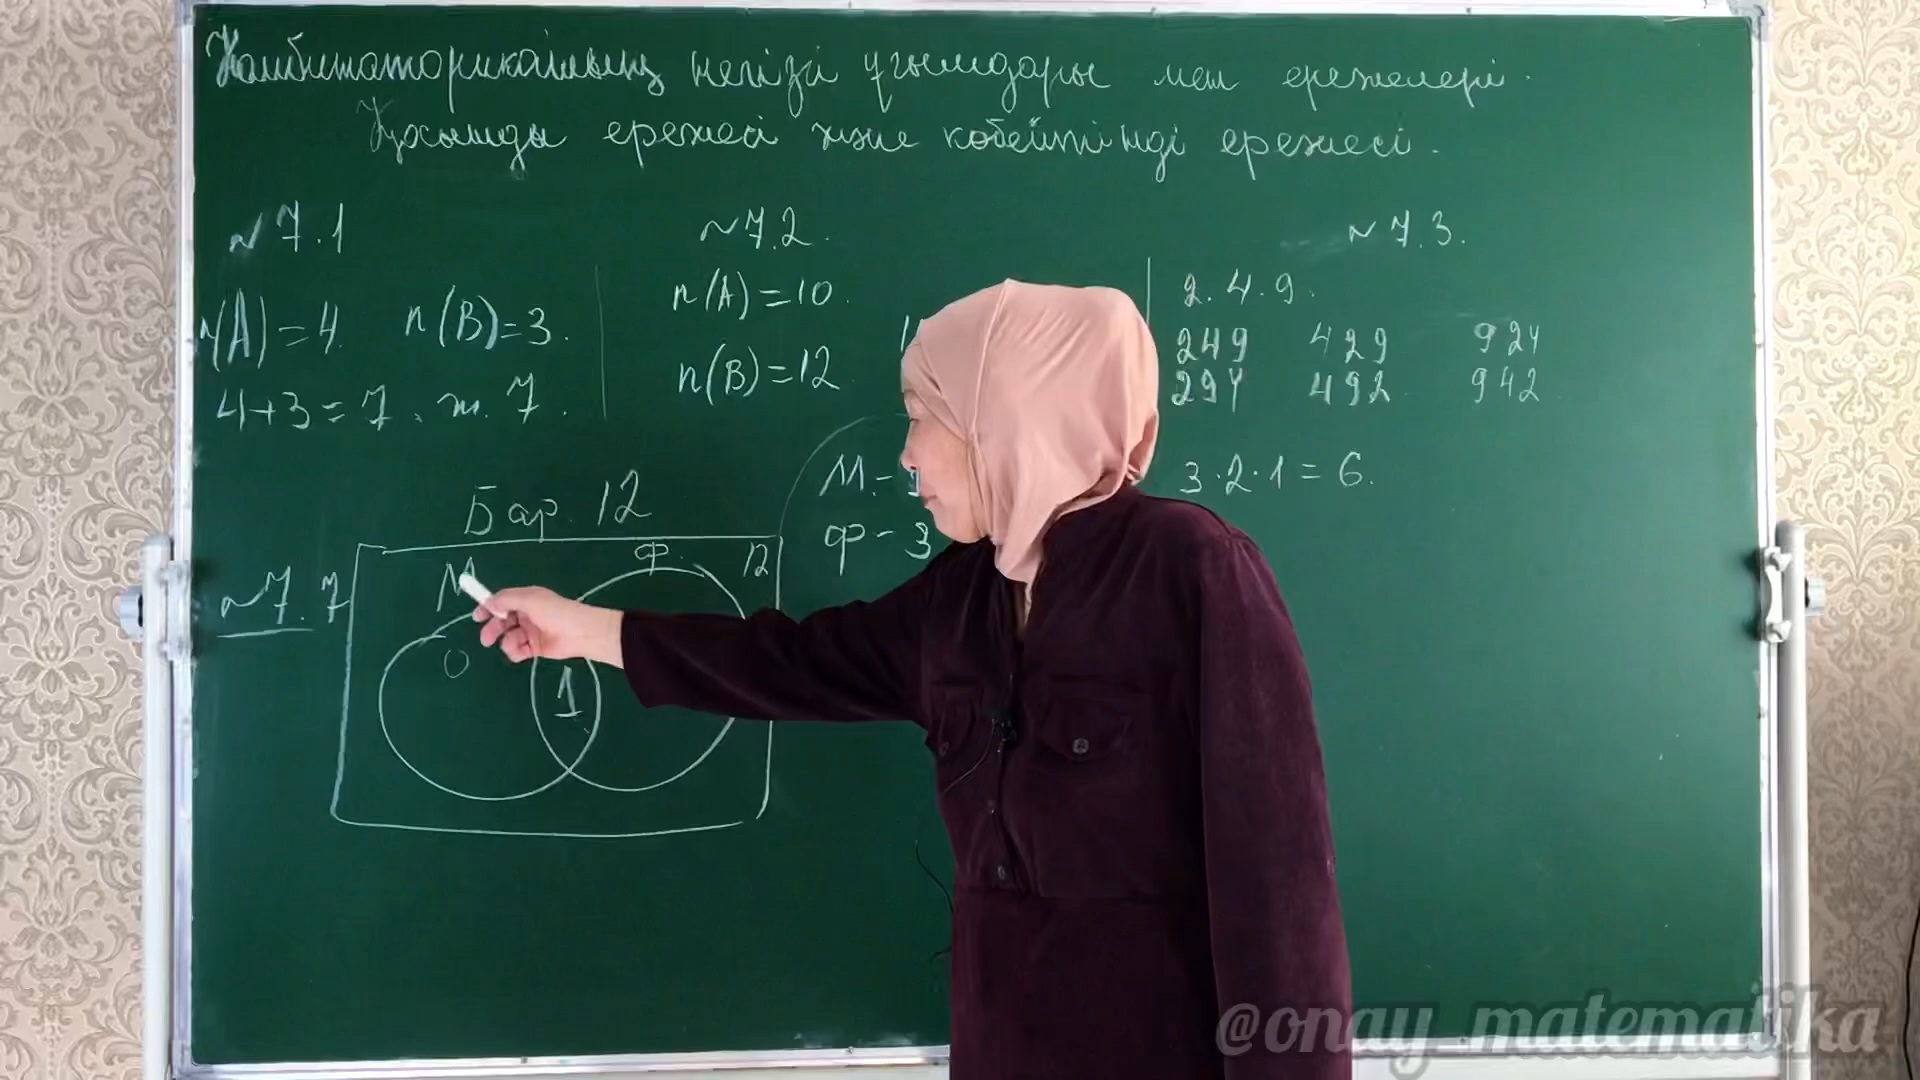 Комбинаториканың негізгі ұғымдары мен ережелері.
Қосынды ережесі және көбейтінді ережесі.
№7.1
n(A)=4. n(B)=3.
4+3=7. ж. 7.
№7.2.
n(A)=10.
n(B)=12
№7.3.
2.4.9.
249 429 924
294 492 942
3·2·1=6.
М.-
Ф-3
Бар. 12
№7.7
М Ф. 12
0 1
@onay_matematika